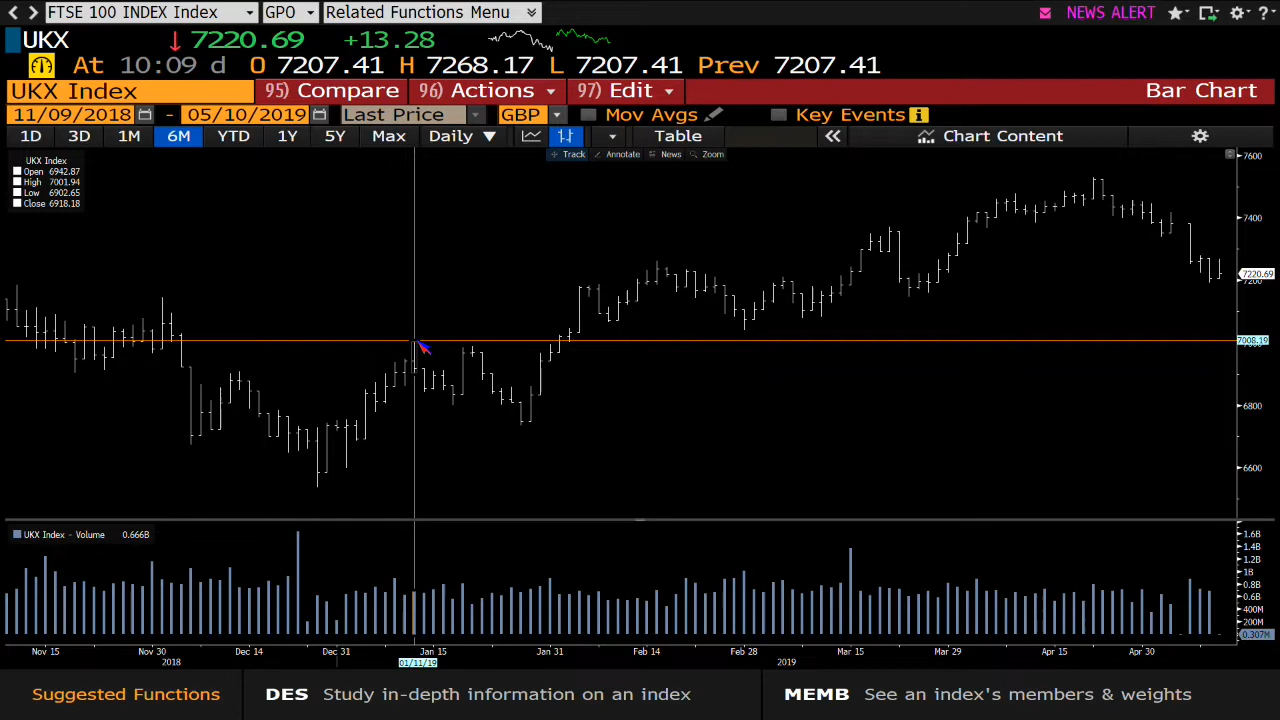 FTSE 100 INDEX Index GPO Related Functions Menu NEWS ALERT ?
UKX ↓ 7220.69 +13.28
At 10:09 d O 7207.41 H 7268.17 L 7207.41 Prev 7207.41
UKX Index 95) Compare 96) Actions 97) Edit Bar Chart
11/09/2018 - 05/10/2019 Last Price GBP Mov Avgs Key Events i
1D 3D 1M 6M YTD 1Y 5Y Max Daily ▼ Table « Chart Content
Track Annotate News Zoom
UKX Index
Open 6942.87
High 7001.94
Low 6902.65
Close 6918.18
7600
7400
7220.69
7200
7008.19
6800
6600
UKX Index - Volume 0.666B
1.6B
1.4B
1.2B
1B
0.8B
0.6B
400M
200M
0.307M
Nov 15 Nov 30 Dec 14 Dec 31 Jan 15 Jan 31 Feb 14 Feb 28 Mar 15 Mar 29 Apr 15 Apr 30
2018 01/11/19 2019
Suggested Functions DES Study in-depth information on an index MEMB See an index's members & weights